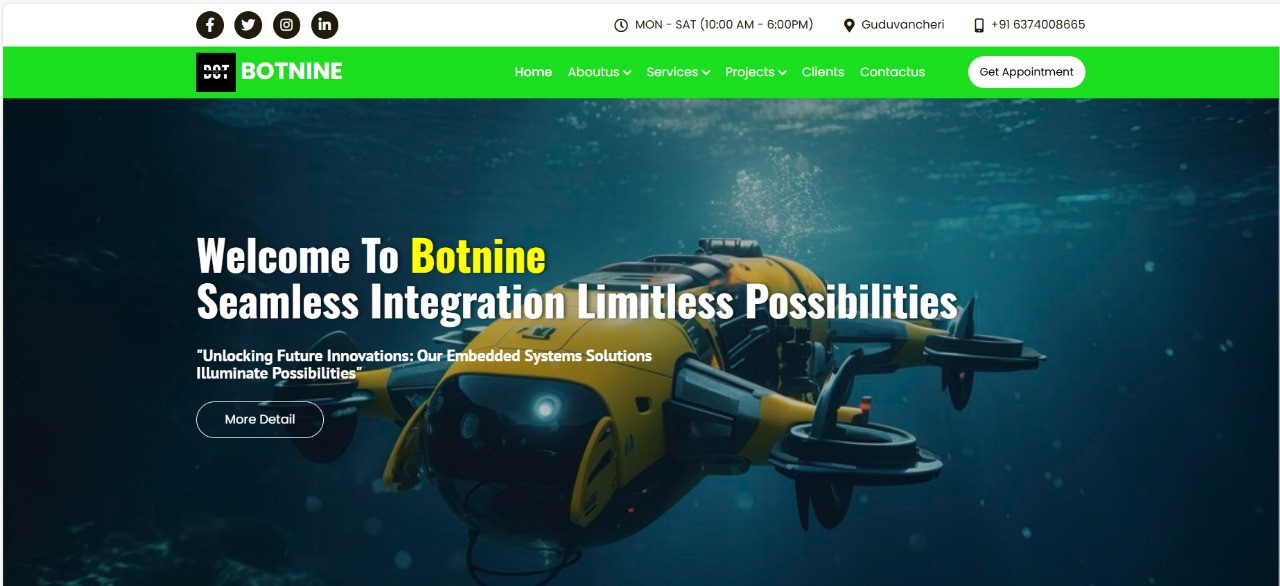 MON - SAT (10:00 AM - 6:00PM) Guduvancheri +91 6374008665
DOT BOTNINE Home Aboutus Services Projects Clients Contactus Get Appointment
Welcome To Botnine
Seamless Integration Limitless Possibilities
"Unlocking Future Innovations: Our Embedded Systems Solutions
Illuminate Possibilities"
More Detail